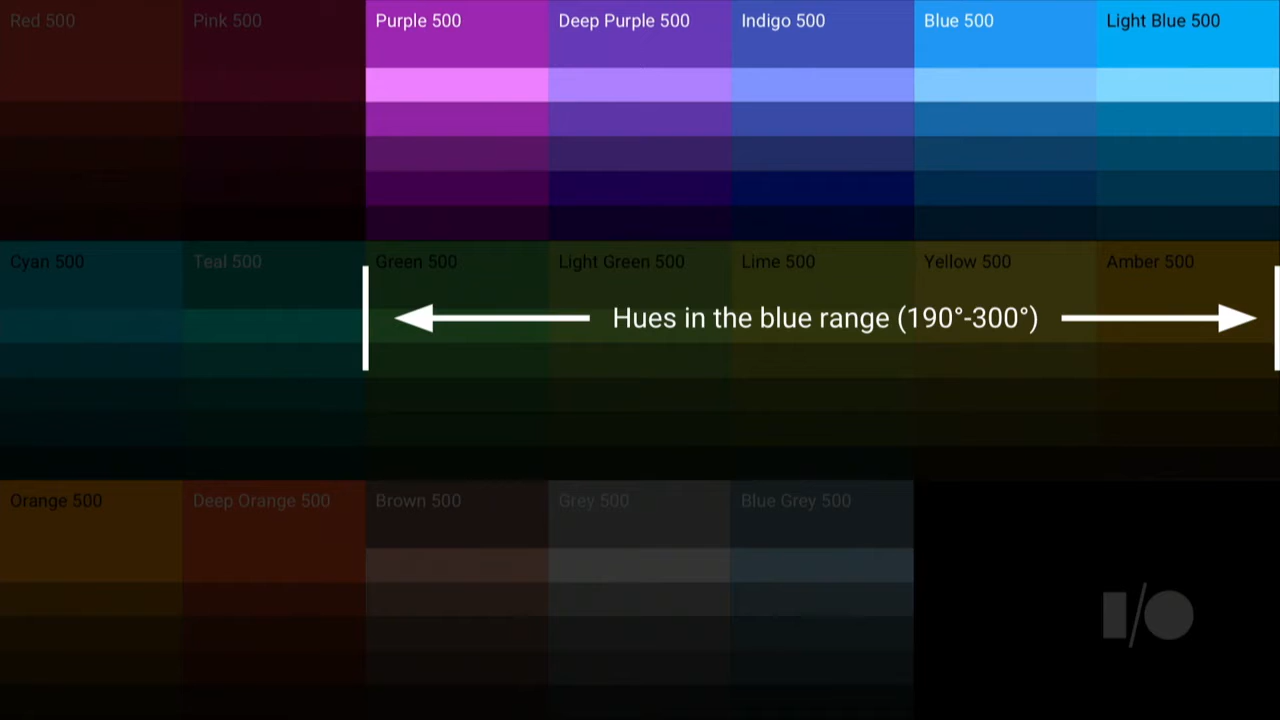 Red 500
Pink 500
Purple 500
Deep Purple 500
Indigo 500
Blue 500
Light Blue 500
Cyan 500
Teal 500
Green 500
Light Green 500
Lime 500
Yellow 500
Amber 500
Hues in the blue range (190°-300°)
Orange 500
Deep Orange 500
Brown 500
Grey 500
Blue Grey 500
I/O